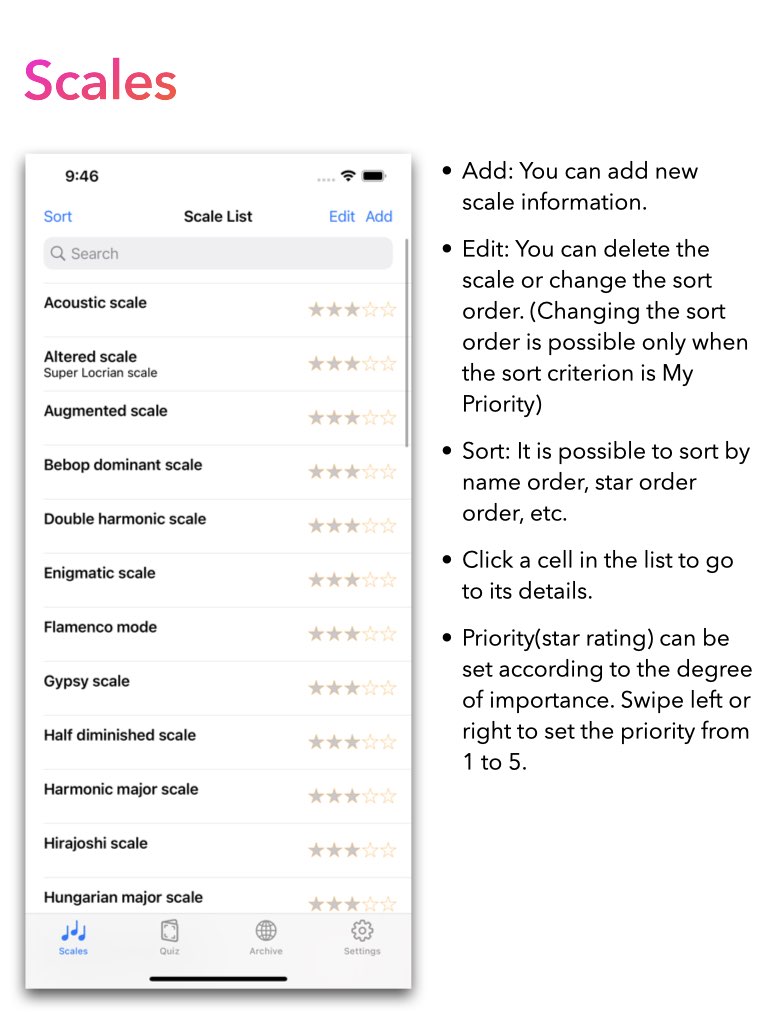 Scales
9:46
Sort Scale List Edit Add
Search
Acoustic scale
Altered scale
Super Locrian scale
Augmented scale
Bebop dominant scale
Double harmonic scale
Enigmatic scale
Flamenco mode
Gypsy scale
Half diminished scale
Harmonic major scale
Hirajoshi scale
Hungarian major scale
Scales Quiz Archive Settings
• Add: You can add new
scale information.
• Edit: You can delete the
scale or change the sort
order. (Changing the sort
order is possible only when
the sort criterion is My
Priority)
• Sort: It is possible to sort by
name order, star order
order, etc.
• Click a cell in the list to go
to its details.
• Priority(star rating) can be
set according to the degree
of importance. Swipe left or
right to set the priority from
1 to 5.